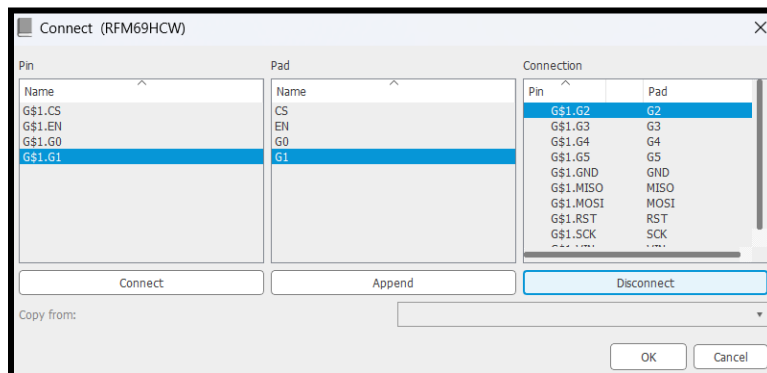 Connect (RFM69HCW)
Pin Pad Connection
Name Name Pin Pad
G$1.CS CS G$1.G2 G2
G$1.EN EN G$1.G3 G3
G$1.G0 G0 G$1.G4 G4
G$1.G1 G1 G$1.G5 G5
G$1.GND GND
G$1.MISO MISO
G$1.MOSI MOSI
G$1.RST RST
G$1.SCK SCK
Connect Append Disconnect
Copy from:
OK Cancel